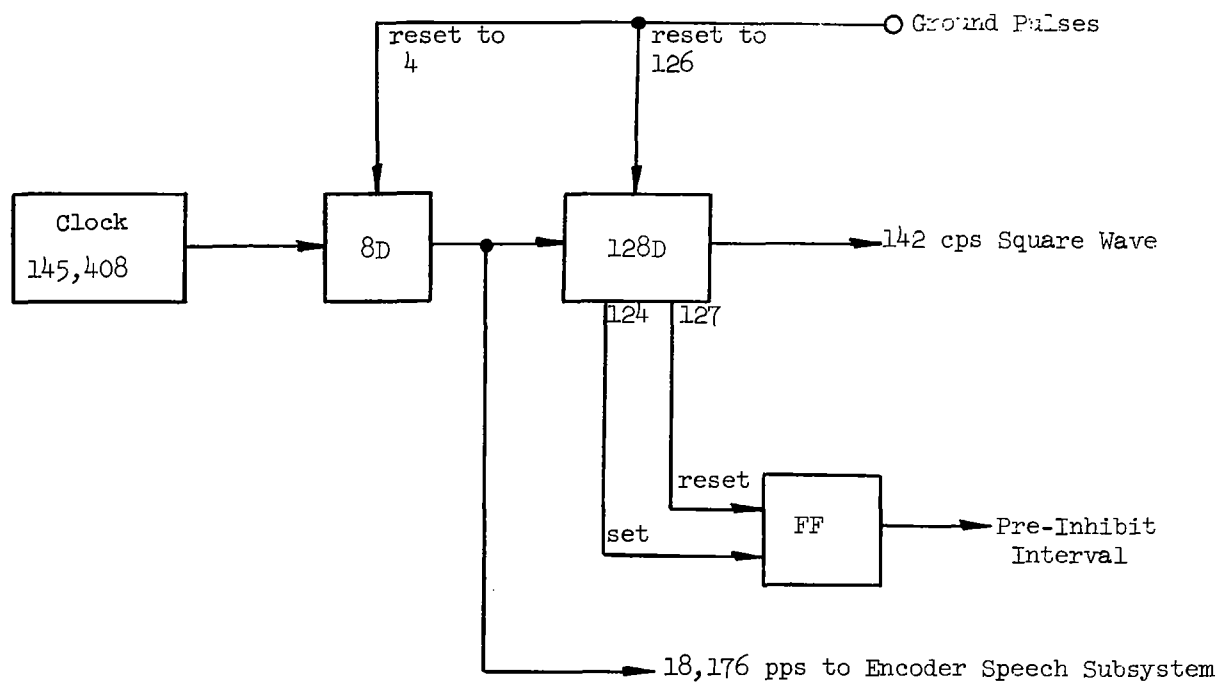 reset to
4
reset to
126
Ground Pulses
Clock
145,408
8D
128D
142 cps Square Wave
124
127
reset
set
FF
Pre-Inhibit
Interval
18,176 pps to Encoder Speech Subsystem